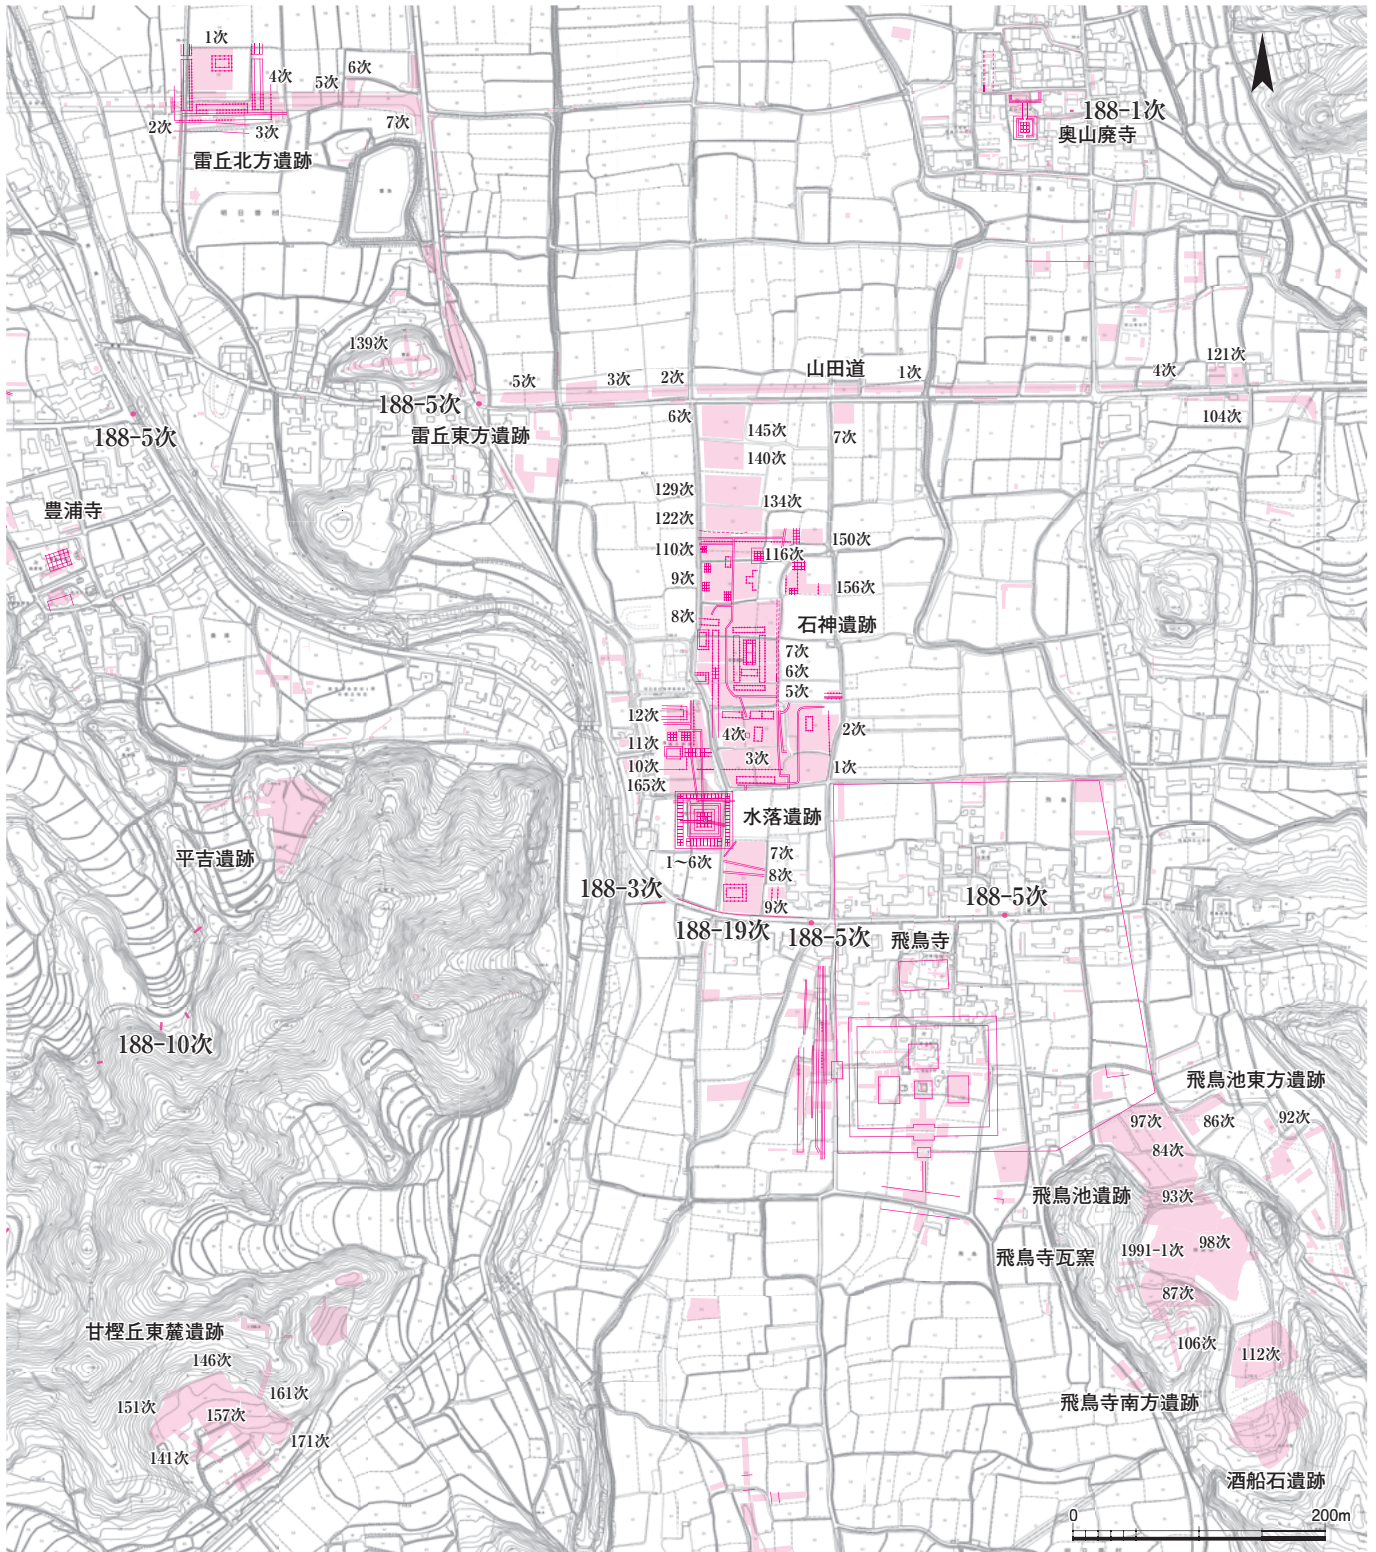 1次
4次
5次
6次
2次
3次
7次
雷丘北方遺跡
188-1次
奥山廃寺
明日香村
139次
188-5次
188-5次
雷丘東方遺跡
5次
3次
2次
山田道
1次
明日香村
4次
121次
104次
豊浦寺
6次
145次
7次
140次
129次
134次
122次
150次
110次
116次
9次
156次
8次
石神遺跡
7次
6次
5次
12次
4次
2次
11次
3次
10次
1次
165次
水落遺跡
平吉遺跡
1～6次
7次
8次
188-3次
9次
188-19次
188-5次
188-5次
飛鳥寺
188-10次
飛鳥池東方遺跡
97次
86次
92次
84次
飛鳥池遺跡
93次
1991-1次
98次
飛鳥寺瓦窯
87次
106次
112次
甘樫丘東麓遺跡
146次
161次
151次
157次
171次
141次
飛鳥寺南方遺跡
酒船石遺跡
0
200m